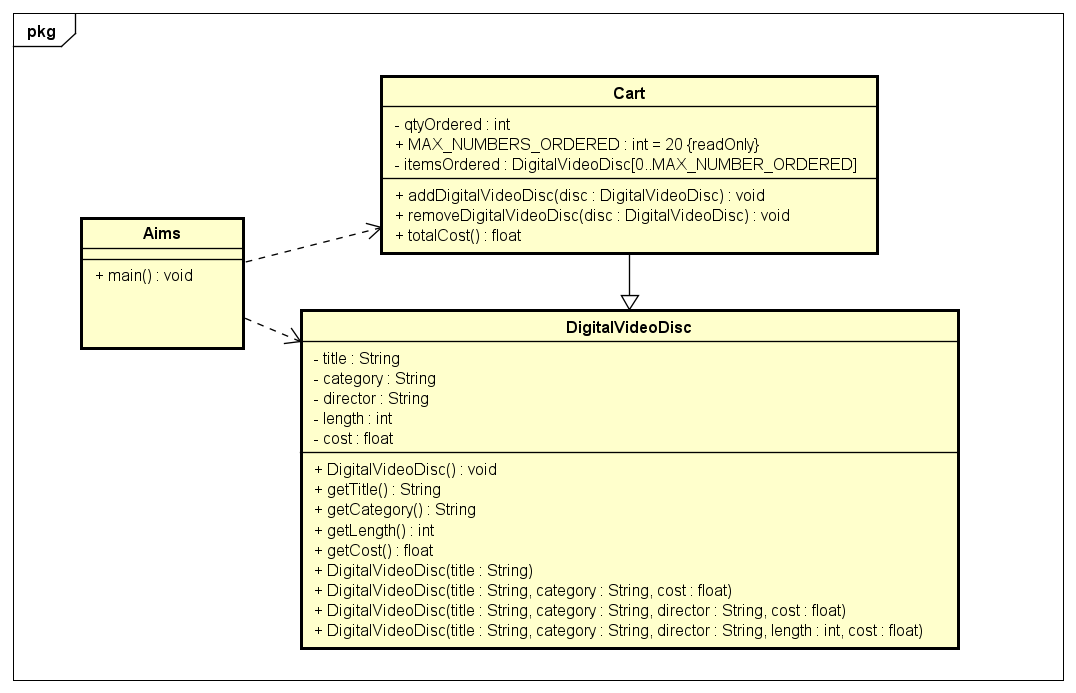 pkg
Cart
- qtyOrdered : int
+ MAX_NUMBERS_ORDERED : int = 20 {readOnly}
- itemsOrdered : DigitalVideoDisc[0..MAX_NUMBER_ORDERED]
+ addDigitalVideoDisc(disc : DigitalVideoDisc) : void
+ removeDigitalVideoDisc(disc : DigitalVideoDisc) : void
+ totalCost() : float
Aims
+ main() : void
DigitalVideoDisc
- title : String
- category : String
- director : String
- length : int
- cost : float
+ DigitalVideoDisc() : void
+ getTitle() : String
+ getCategory() : String
+ getLength() : int
+ getCost() : float
+ DigitalVideoDisc(title : String)
+ DigitalVideoDisc(title : String, category : String, cost : float)
+ DigitalVideoDisc(title : String, category : String, director : String, cost : float)
+ DigitalVideoDisc(title : String, category : String, director : String, length : int, cost : float)